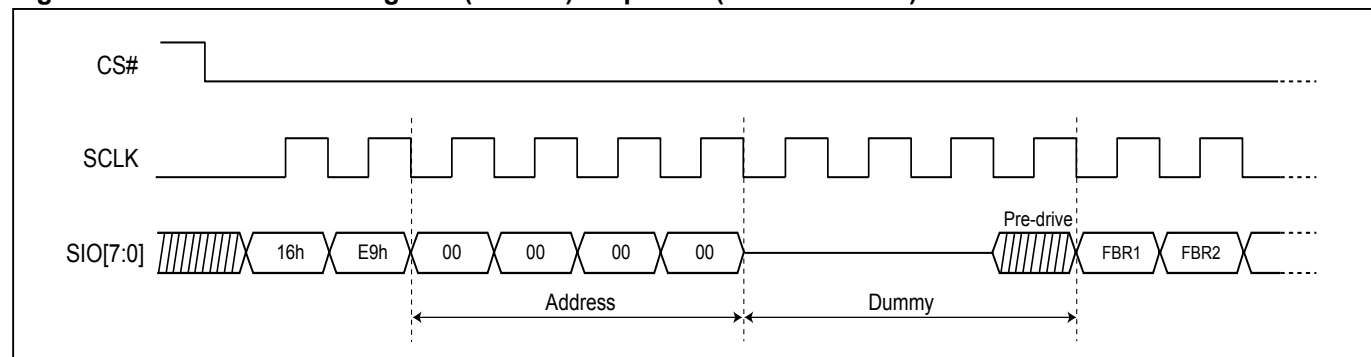 CS#
SCLK
Pre-drive
SIO[7:0] 16h E9h 00 00 00 00 FBR1 FBR2
Address Dummy